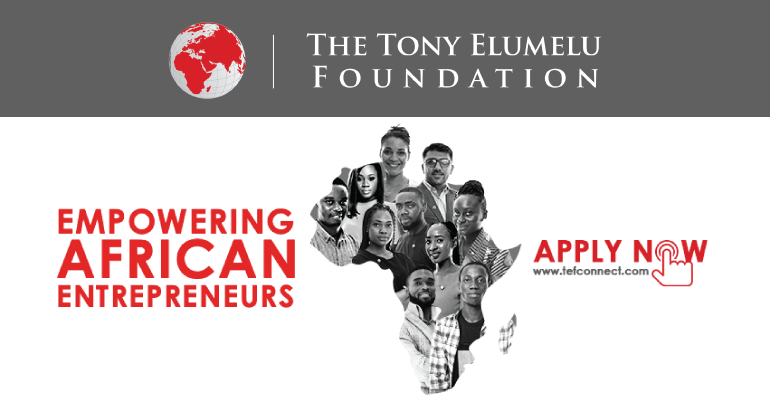 THE TONY ELUMELU
FOUNDATION
EMPOWERING
AFRICAN
ENTREPRENEURS
APPLY NOW
www.tefconnect.com